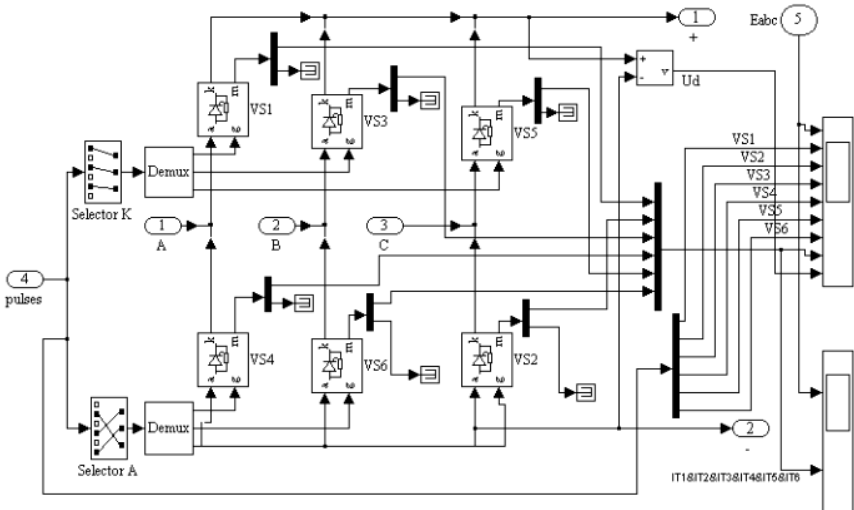 1
+
Eabc
5
k
m
a
g
VS1
k
m
a
g
VS3
k
m
a
g
VS5
+
-
v
Ud
Selector K
Demux
VS1
VS2
VS3
VS4
VS5
VS6
1
A
2
B
3
C
4
pulses
k
m
a
g
VS4
k
m
a
g
VS6
k
m
a
g
VS2
Selector A
Demux
2
-
IT1&IT2&IT3&IT4&IT5&IT6